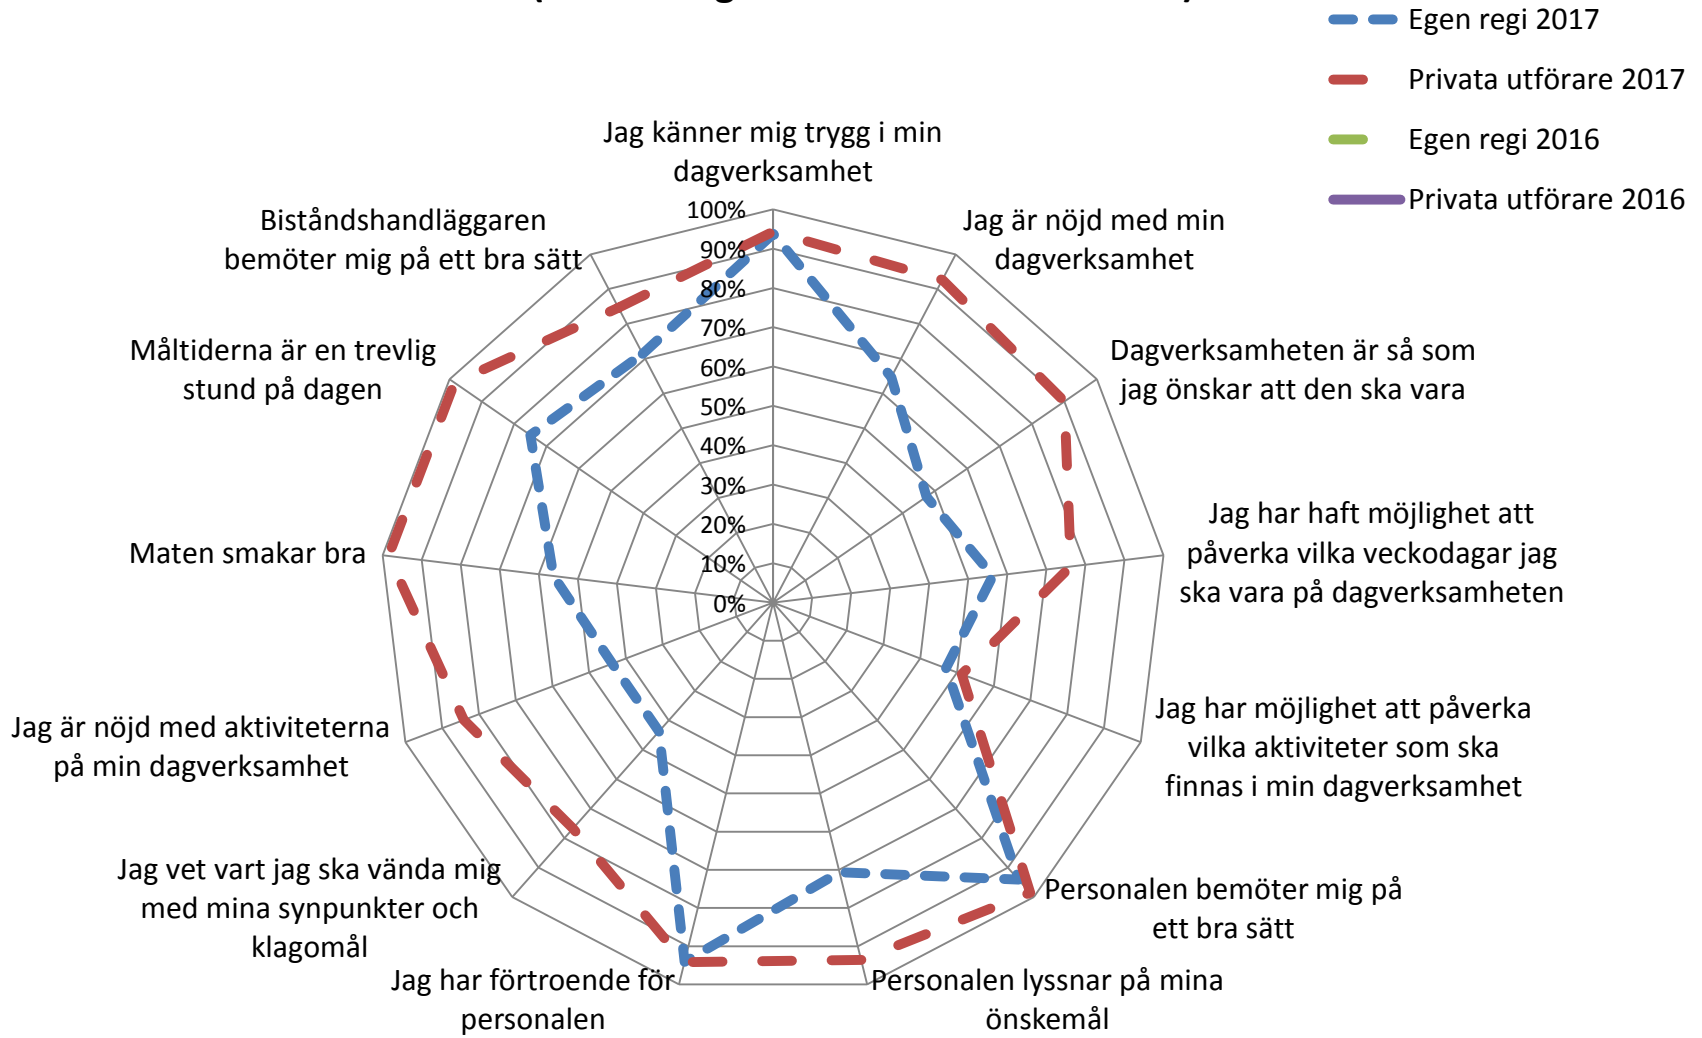 Egen regi 2017
Privata utförare 2017
Egen regi 2016
Privata utförare 2016
Jag känner mig trygg i min
dagverksamhet
Jag är nöjd med min
dagverksamhet
Dagverksamheten är så som
jag önskar att den ska vara
Jag har haft möjlighet att
påverka vilka veckodagar jag
ska vara på dagverksamheten
Jag har möjlighet att påverka
vilka aktiviteter som ska
finnas i min dagverksamhet
Personalen bemöter mig på
ett bra sätt
Personalen lyssnar på mina
önskemål
Jag har förtroende för
personalen
Jag vet vart jag ska vända mig
med mina synpunkter och
klagomål
Jag är nöjd med aktiviteterna
på min dagverksamhet
Maten smakar bra
Måltiderna är en trevlig
stund på dagen
Biståndshandläggaren
bemöter mig på ett bra sätt
100%
90%
80%
70%
60%
50%
40%
30%
20%
10%
0%